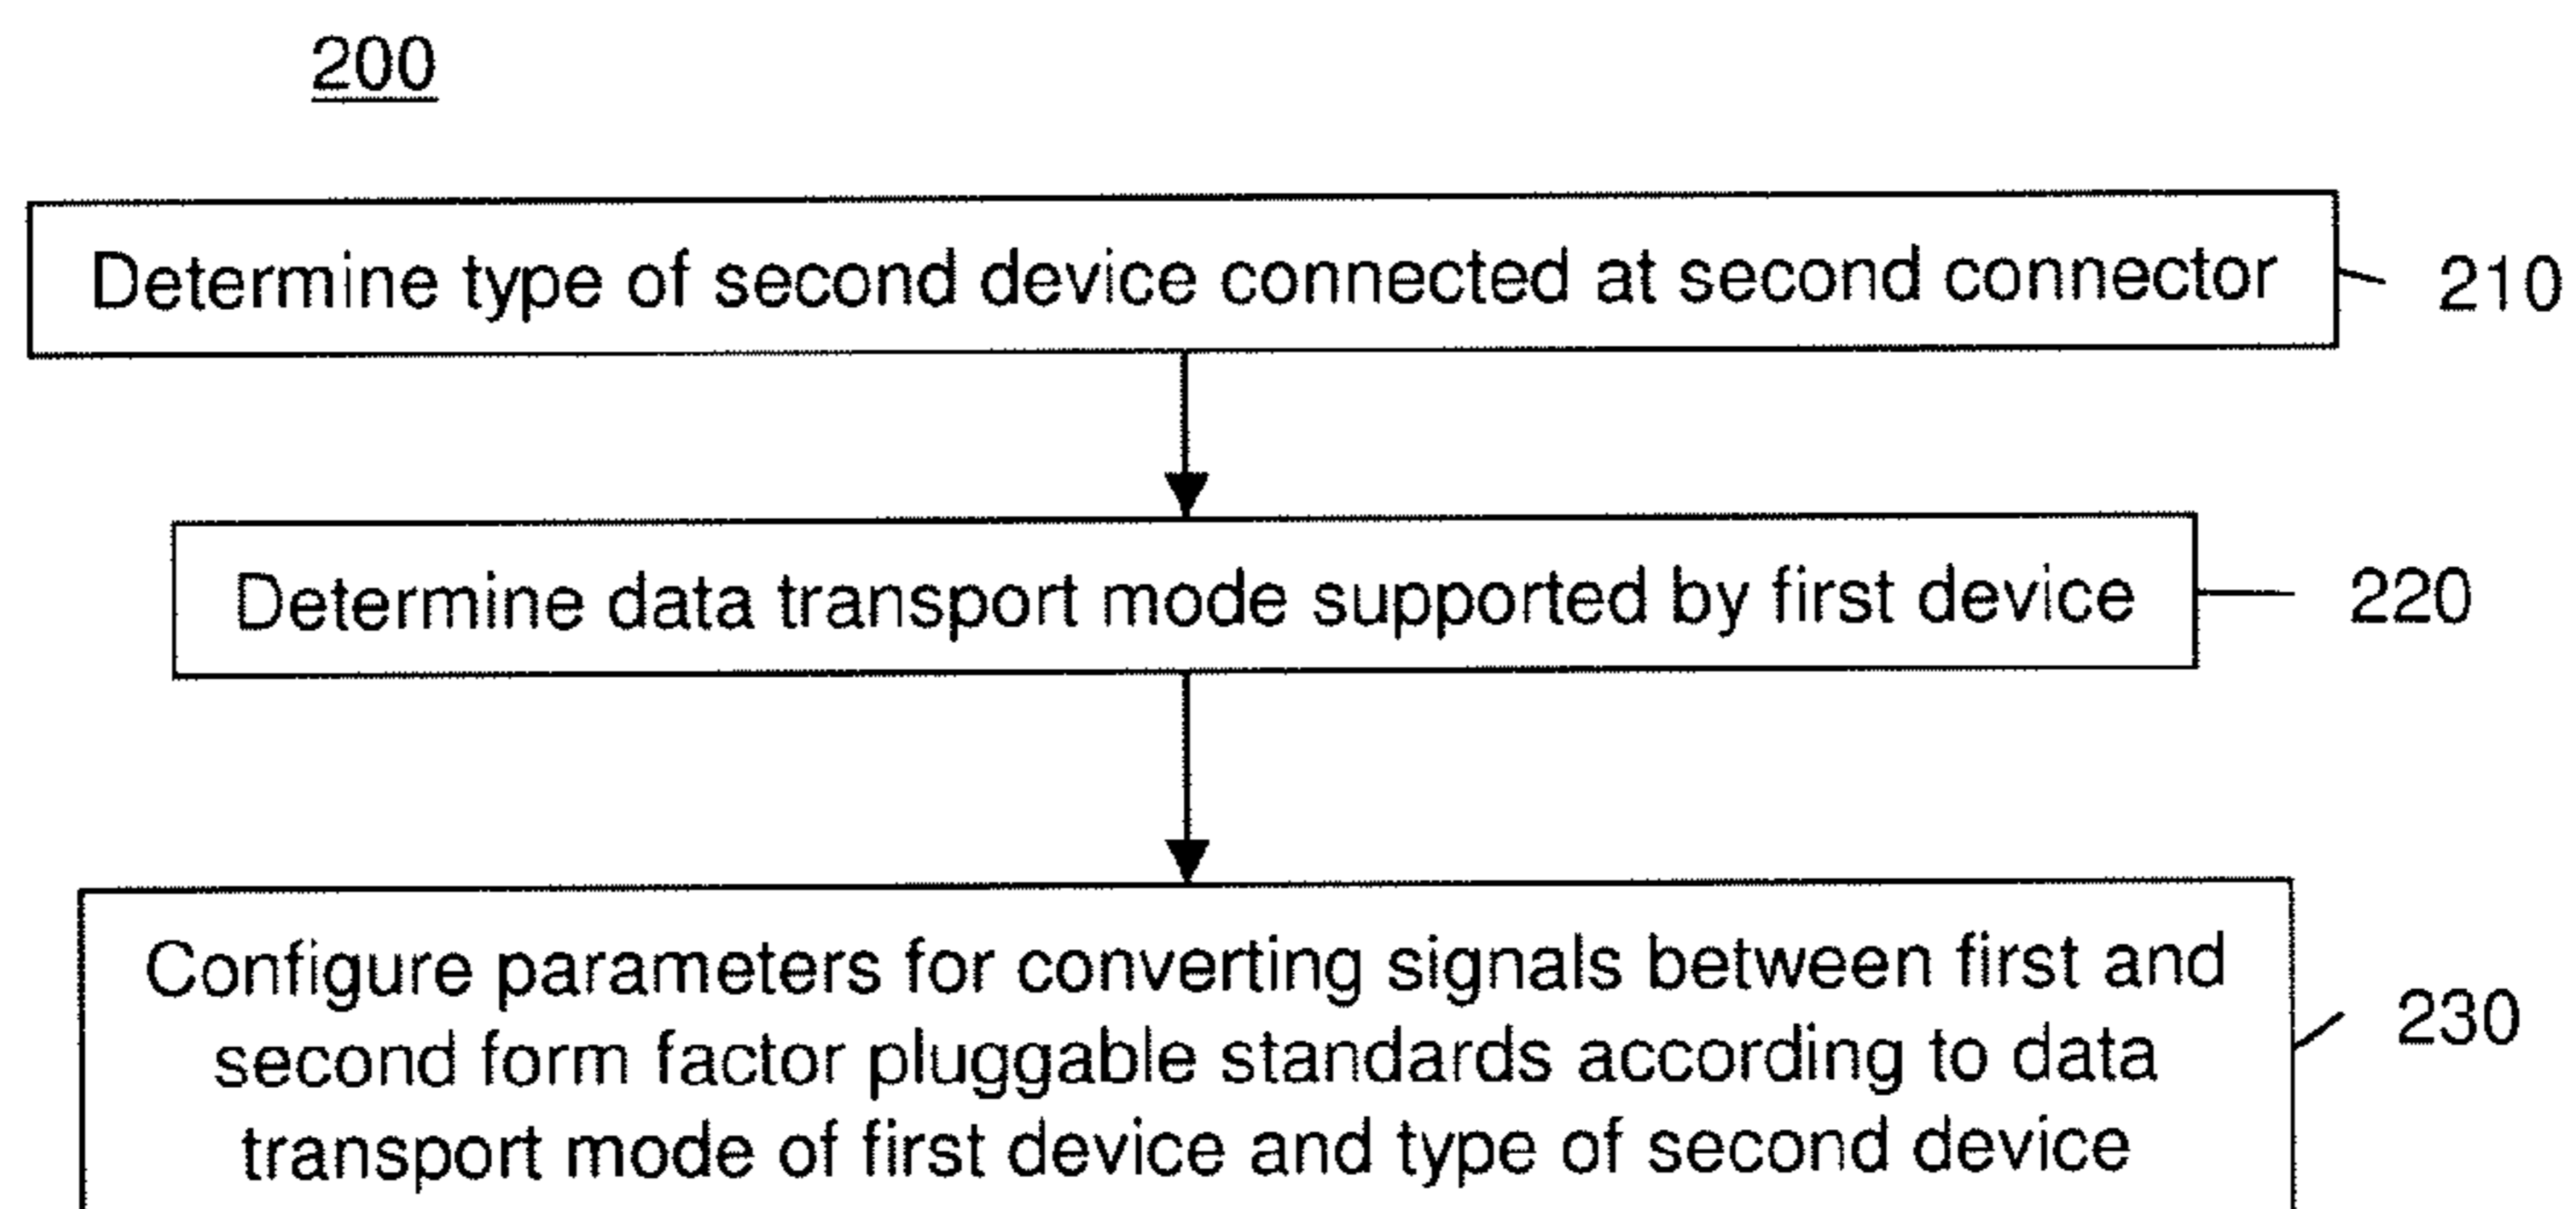 200
Determine type of second device connected at second connector
210
Determine data transport mode supported by first device
220
Configure parameters for converting signals between first and
second form factor pluggable standards according to data
transport mode of first device and type of second device
230